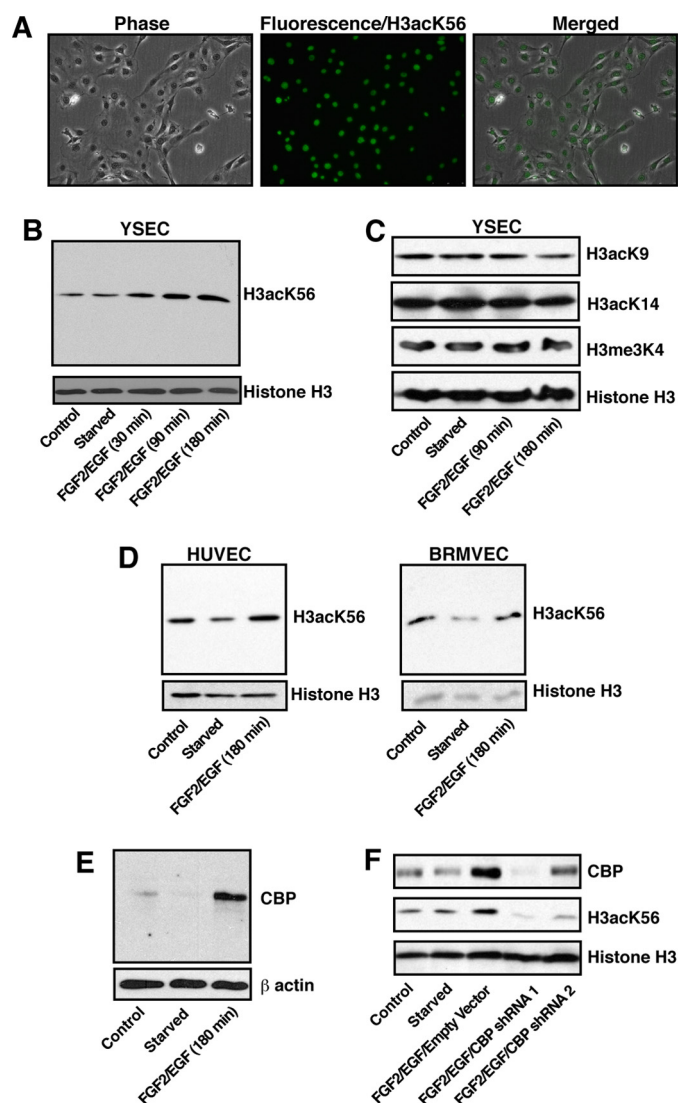 A
Phase
Fluorescence/H3acK56
Merged
B
YSEC
H3acK56
Histone H3
Control
Starved
FGF2/EGF (30 min)
FGF2/EGF (90 min)
FGF2/EGF (180 min)
C
YSEC
H3acK9
H3acK14
H3me3K4
Histone H3
Control
Starved
FGF2/EGF (90 min)
FGF2/EGF (180 min)
D
HUVEC
H3acK56
Histone H3
Control
Starved
FGF2/EGF (180 min)
BRMVEC
H3acK56
Histone H3
Control
Starved
FGF2/EGF (180 min)
E
CBP
β actin
Control
Starved
FGF2/EGF (180 min)
F
CBP
H3acK56
Histone H3
Control
Starved
FGF2/EGF/Empty Vector
FGF2/EGF/CBP shRNA 1
FGF2/EGF/CBP shRNA 2